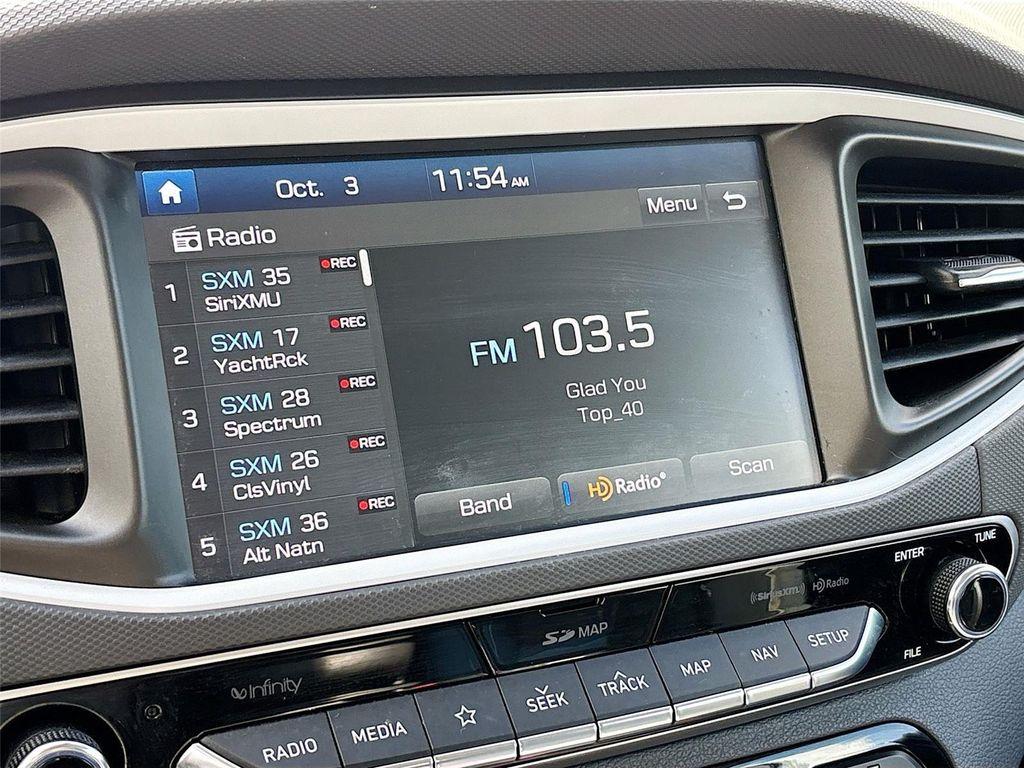 Oct. 3 11:54 AM
Menu
Radio
1 SXM 35 REC
SiriXMU
2 SXM 17 REC
YachtRck
3 SXM 28 REC
Spectrum
4 SXM 26 REC
ClsVinyl
5 SXM 36 REC
Alt Natn
FM 103.5
Glad You
Top_40
Band
HD Radio®
Scan
ENTER
TUNE
FILE
((SiriusXM))
HD Radio
SD MAP
Infinity
RADIO
MEDIA
SEEK
TRACK
MAP
NAV
SETUP